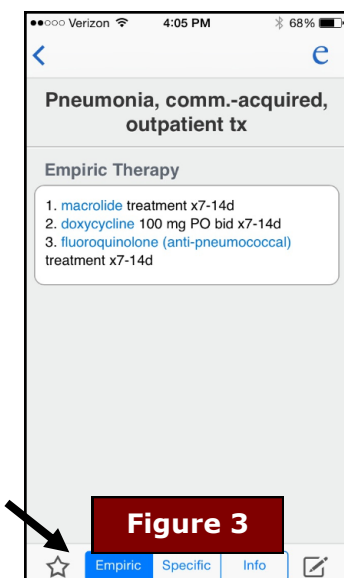 Verizon 4:05 PM 68%
e
Pneumonia, comm.-acquired,
outpatient tx
Empiric Therapy
1. macrolide treatment x7-14d
2. doxycycline 100 mg PO bid x7-14d
3. fluoroquinolone (anti-pneumococcal)
treatment x7-14d
Figure 3
Empiric Specific Info